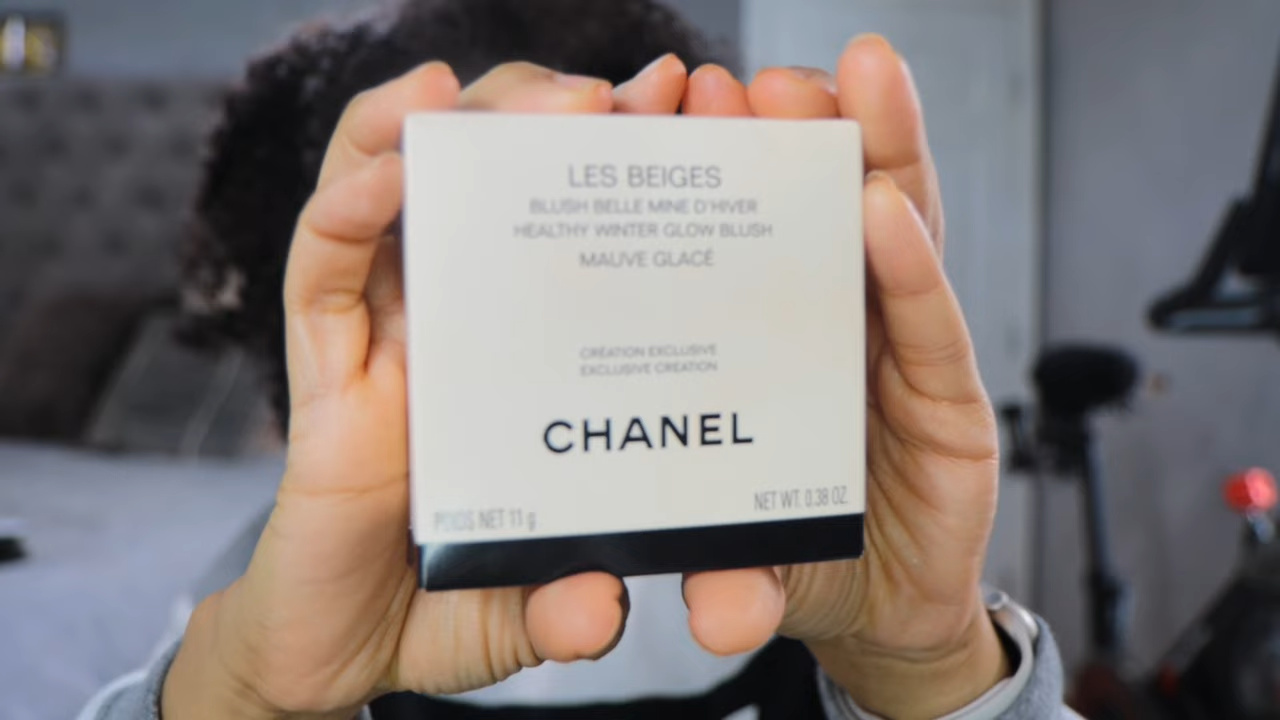 LES BEIGES
BLUSH BELLE MINE D'HIVER
HEALTHY WINTER GLOW BLUSH
MAUVE GLACÉ
CRÉATION EXCLUSIVE
EXCLUSIVE CREATION
CHANEL
POIDS NET 11 g
NET WT. 0.38 OZ.